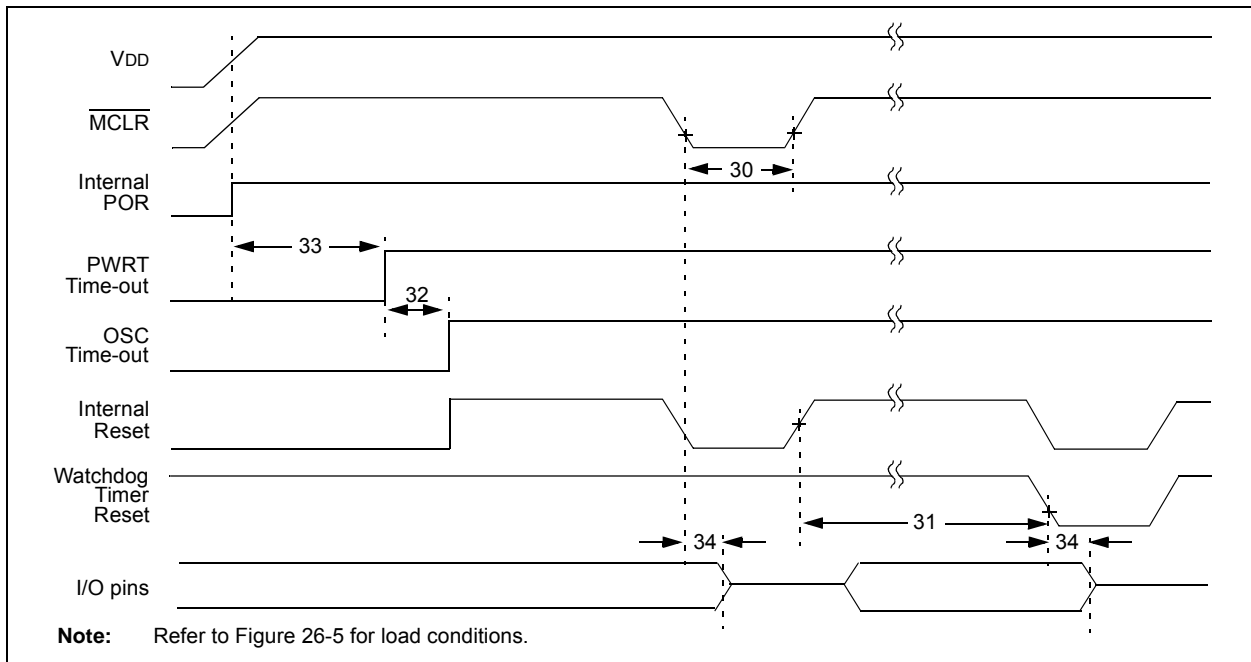 VDD
MCLR
30
Internal
POR
33
PWRT
Time-out
32
OSC
Time-out
Internal
Reset
Watchdog
Timer
Reset
31
34
34
I/O pins
Note: Refer to Figure 26-5 for load conditions.